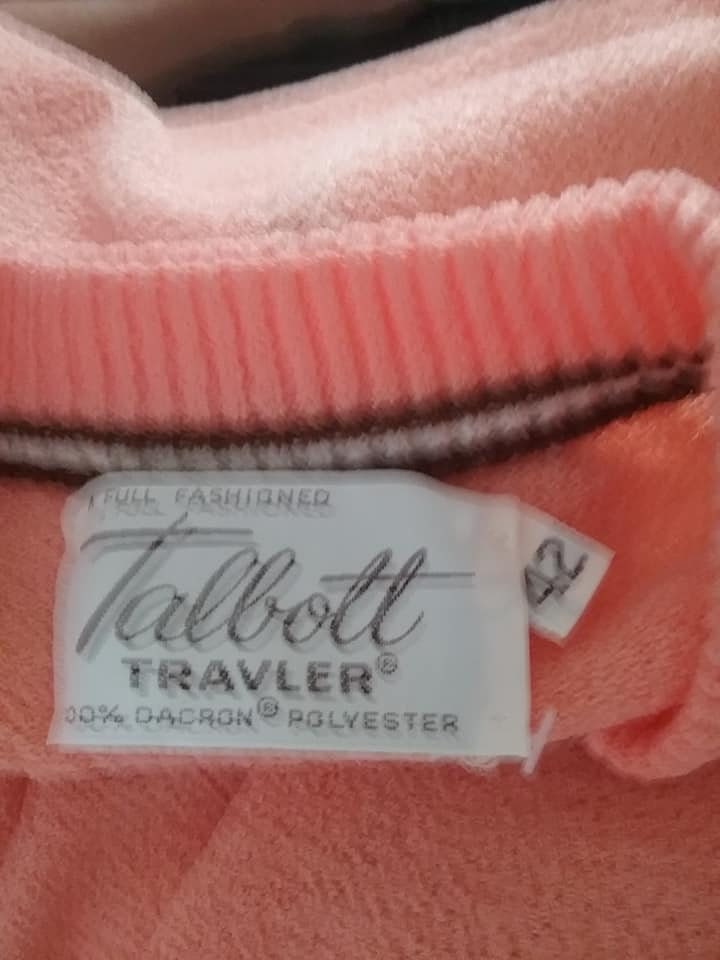 FULL FASHIONED
Talbott
TRAVLER®
00% DACRON® POLYESTER
42